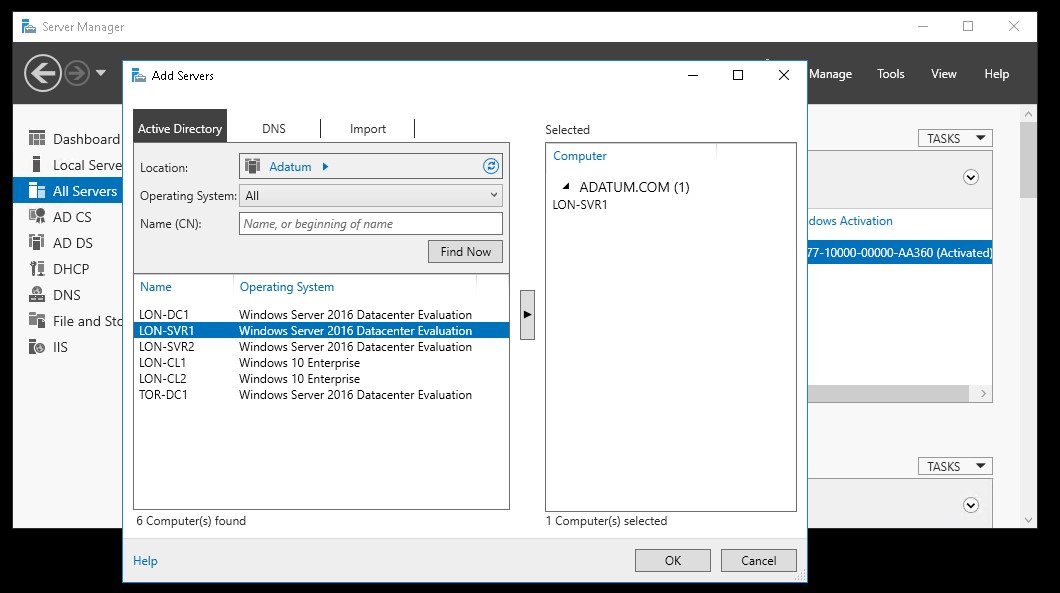 Server Manager
Manage Tools View Help
Dashboard
Local Serve
All Servers
AD CS
AD DS
DHCP
DNS
File and Sto
IIS
Add Servers
Active Directory DNS Import
Location: Adatum
Operating System: All
Name (CN): Name, or beginning of name
Find Now
Name Operating System
LON-DC1 Windows Server 2016 Datacenter Evaluation
LON-SVR1 Windows Server 2016 Datacenter Evaluation
LON-SVR2 Windows Server 2016 Datacenter Evaluation
LON-CL1 Windows 10 Enterprise
LON-CL2 Windows 10 Enterprise
TOR-DC1 Windows Server 2016 Datacenter Evaluation
6 Computer(s) found
Selected
Computer
ADATUM.COM (1)
LON-SVR1
1 Computer(s) selected
Help
OK Cancel
TASKS
dows Activation
77-10000-00000-AA360 (Activated)
TASKS